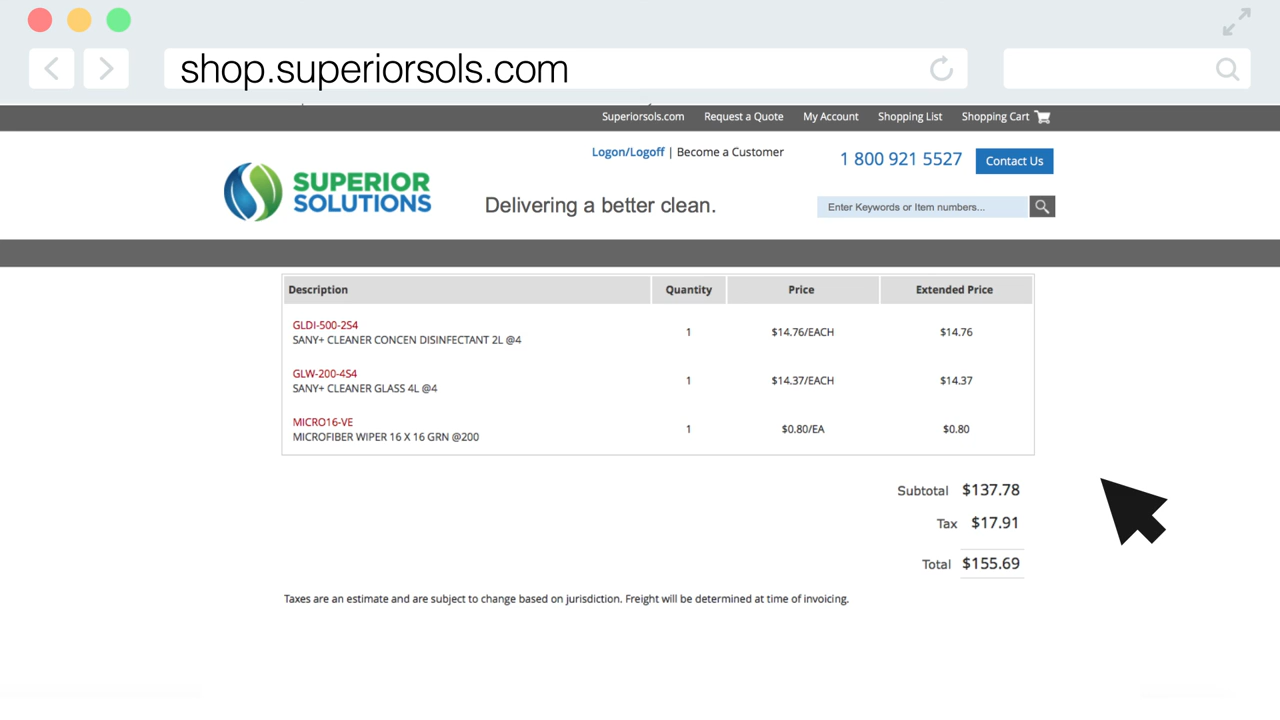 shop.superiorsols.com
Superiorsols.com Request a Quote My Account Shopping List Shopping Cart
Logon/Logoff | Become a Customer
1 800 921 5527 Contact Us
SUPERIOR
SOLUTIONS
Delivering a better clean.
Enter Keywords or Item numbers...
Description Quantity Price Extended Price
GLDI-500-2S4
SANY+ CLEANER CONCEN DISINFECTANT 2L @4
1 $14.76/EACH $14.76
GLW-200-4S4
SANY+ CLEANER GLASS 4L @4
1 $14.37/EACH $14.37
MICRO16-VE
MICROFIBER WIPER 16 X 16 GRN @200
1 $0.80/EA $0.80
Subtotal $137.78
Tax $17.91
Total $155.69
Taxes are an estimate and are subject to change based on jurisdiction. Freight will be determined at time of invoicing.